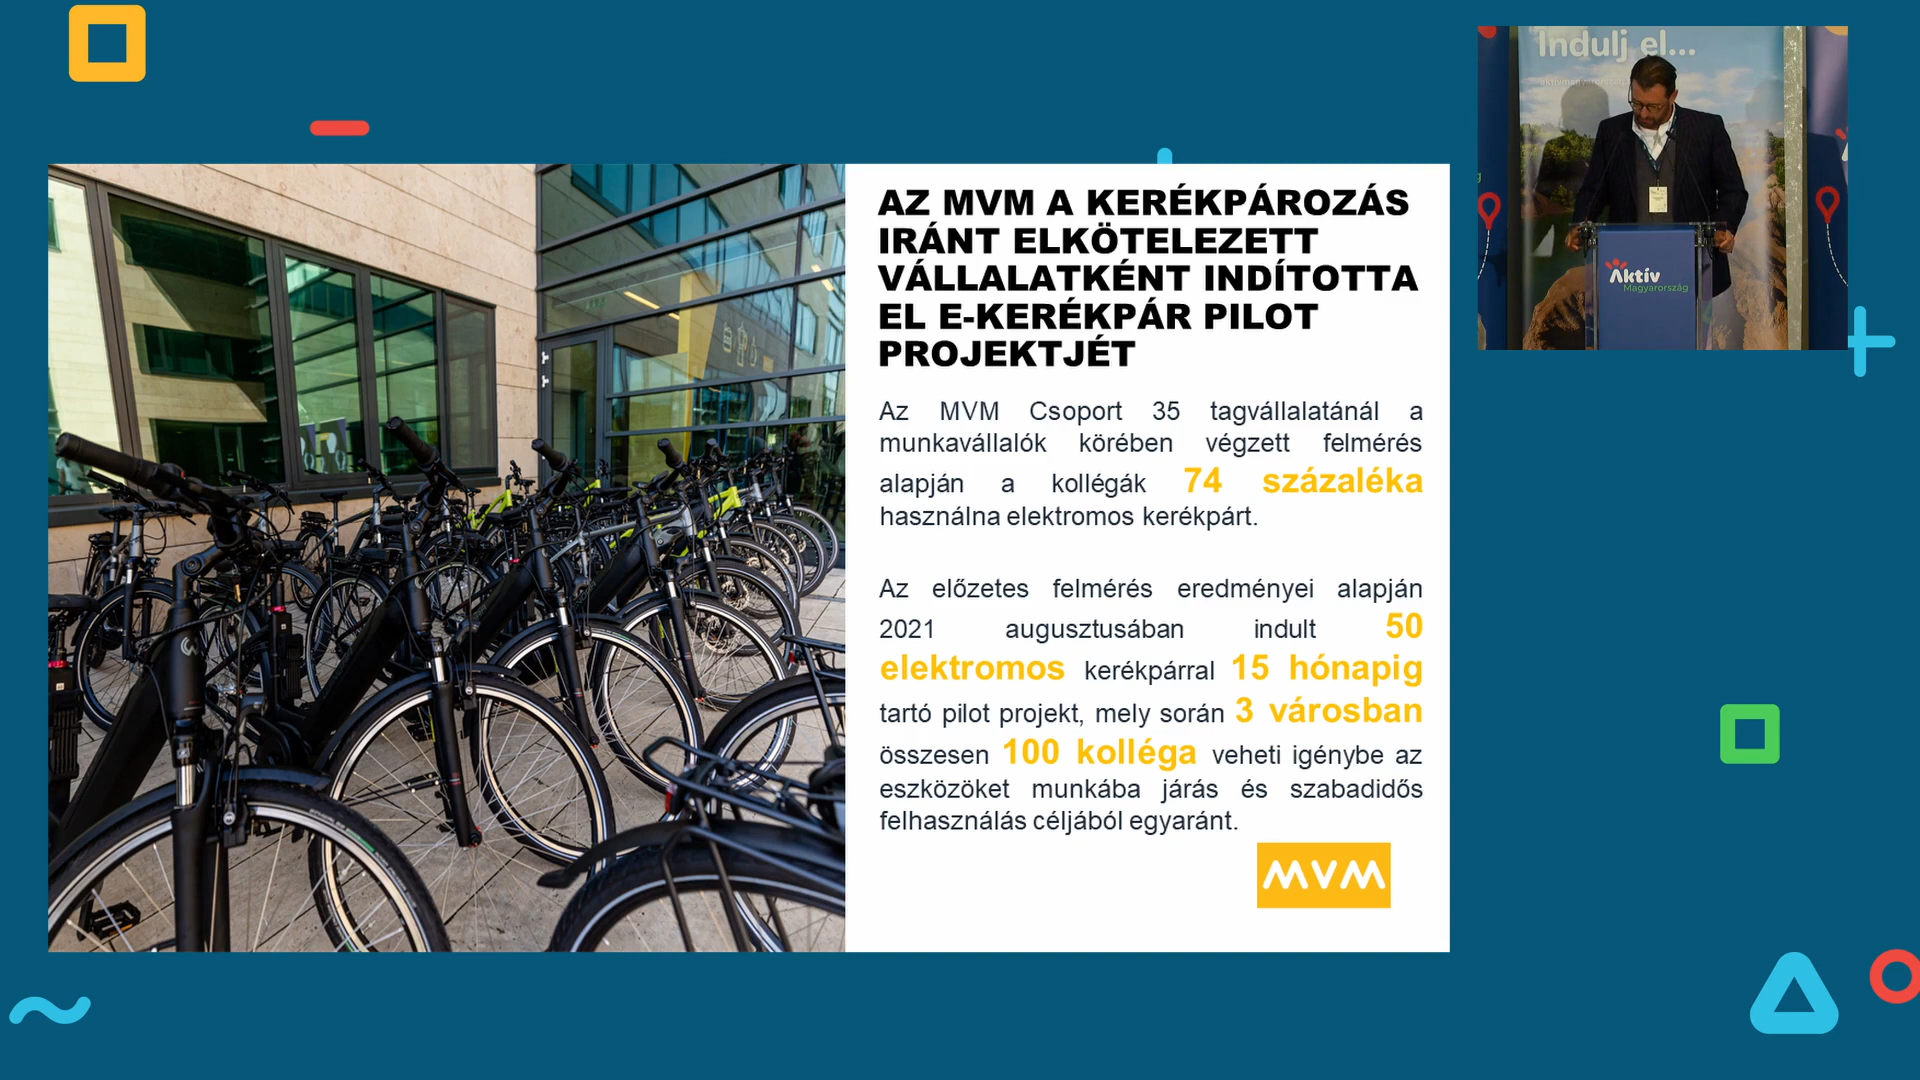 Indulj el...
Aktív
Magyarország
AZ MVM A KERÉKPÁROZÁS
IRÁNT ELKÖTELEZETT
VÁLLALATKÉNT INDÍTOTTA
EL E-KERÉKPÁR PILOT
PROJEKTJÉT
Az MVM Csoport 35 tagvállalatánál a
munkavállalók körében végzett felmérés
alapján a kollégák 74 százaléka
használna elektromos kerékpárt.
Az előzetes felmérés eredményei alapján
2021 augusztusában indult 50
elektromos kerékpárral 15 hónapig
tartó pilot projekt, mely során 3 városban
összesen 100 kolléga veheti igénybe az
eszközöket munkába járás és szabadidős
felhasználás céljából egyaránt.
MVM